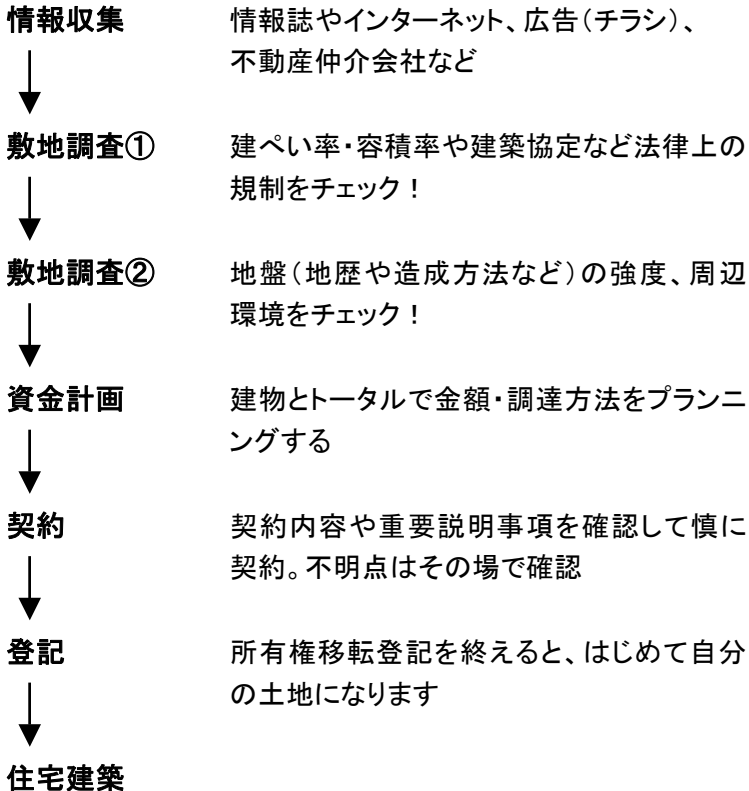 情報収集 情報誌やインターネット、広告(チラシ)、
不動産仲介会社など
敷地調査① 建ぺい率・容積率や建築協定など法律上の
規制をチェック!
敷地調査② 地盤(地歴や造成方法など)の強度、周辺
環境をチェック!
資金計画 建物とトータルで金額・調達方法をプランニ
ングする
契約 契約内容や重要説明事項を確認して慎に
契約。不明点はその場で確認
登記 所有権移転登記を終えると、はじめて自分
の土地になります
住宅建築